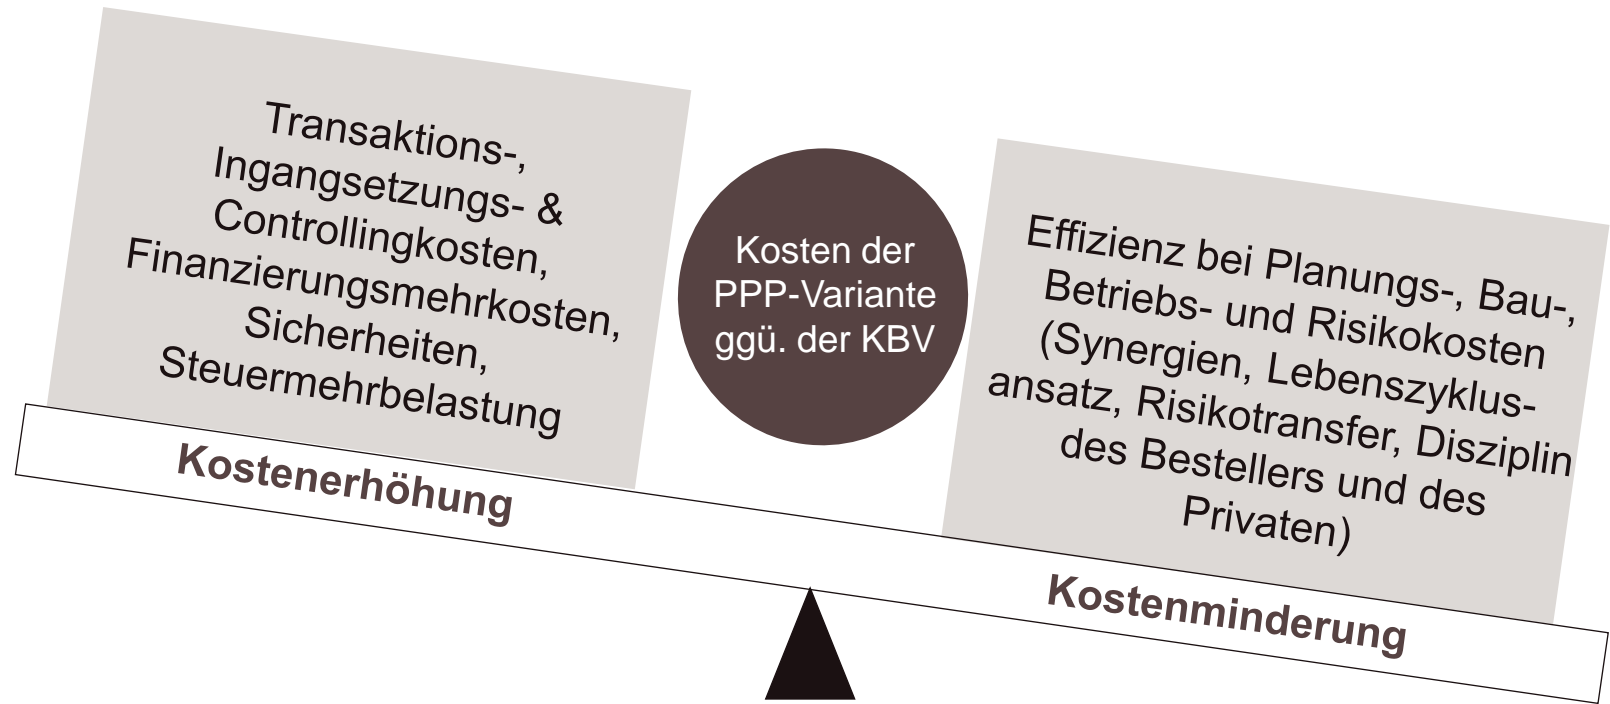 Transaktions-,
Ingangsetzungs- &
Controllingkosten,
Finanzierungsmehrkosten,
Sicherheiten,
Steuermehrbelastung
Kostenerhöhung
Kosten der
PPP-Variante
ggü. der KBV
Effizienz bei Planungs-, Bau-,
Betriebs- und Risikokosten
(Synergien, Lebenszyklus-
ansatz, Risikotransfer, Disziplin
des Bestellers und des
Privaten)
Kostenminderung